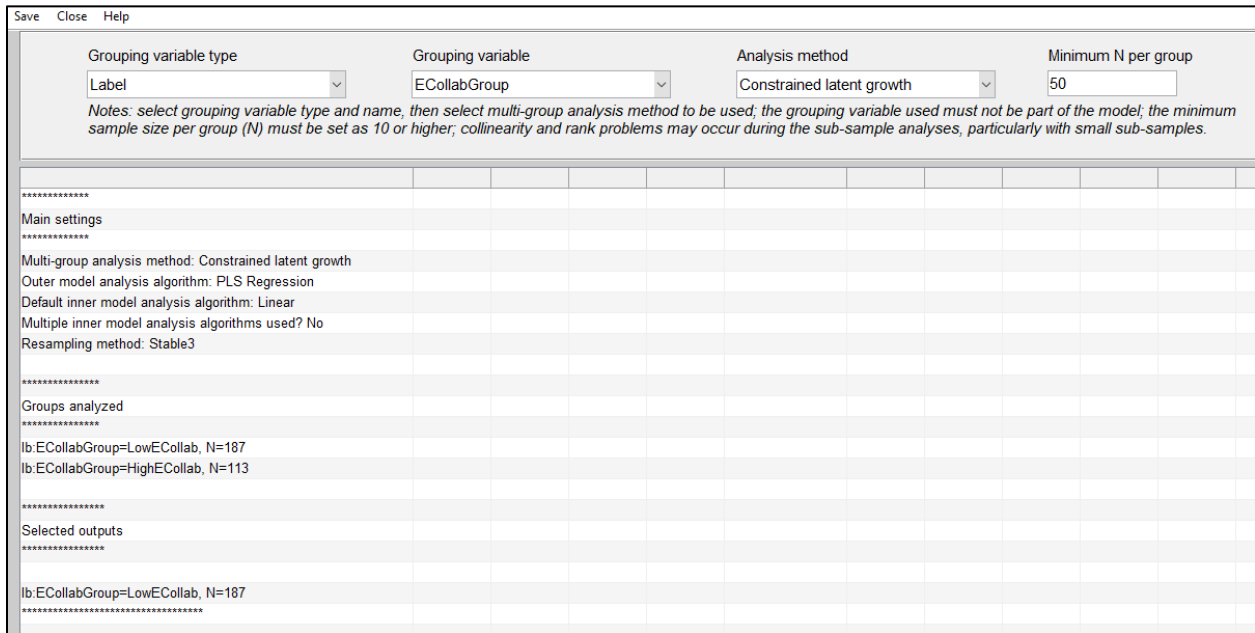 Save Close Help
Grouping variable type Grouping variable Analysis method Minimum N per group
Label ECollabGroup Constrained latent growth 50
Notes: select grouping variable type and name, then select multi-group analysis method to be used; the grouping variable used must not be part of the model; the minimum
sample size per group (N) must be set as 10 or higher; collinearity and rank problems may occur during the sub-sample analyses, particularly with small sub-samples.
*************
Main settings
*************
Multi-group analysis method: Constrained latent growth
Outer model analysis algorithm: PLS Regression
Default inner model analysis algorithm: Linear
Multiple inner model analysis algorithms used? No
Resampling method: Stable3
***************
Groups analyzed
***************
lb:ECollabGroup=LowECollab, N=187
lb:ECollabGroup=HighECollab, N=113
****************
Selected outputs
****************
lb:ECollabGroup=LowECollab, N=187
***********************************